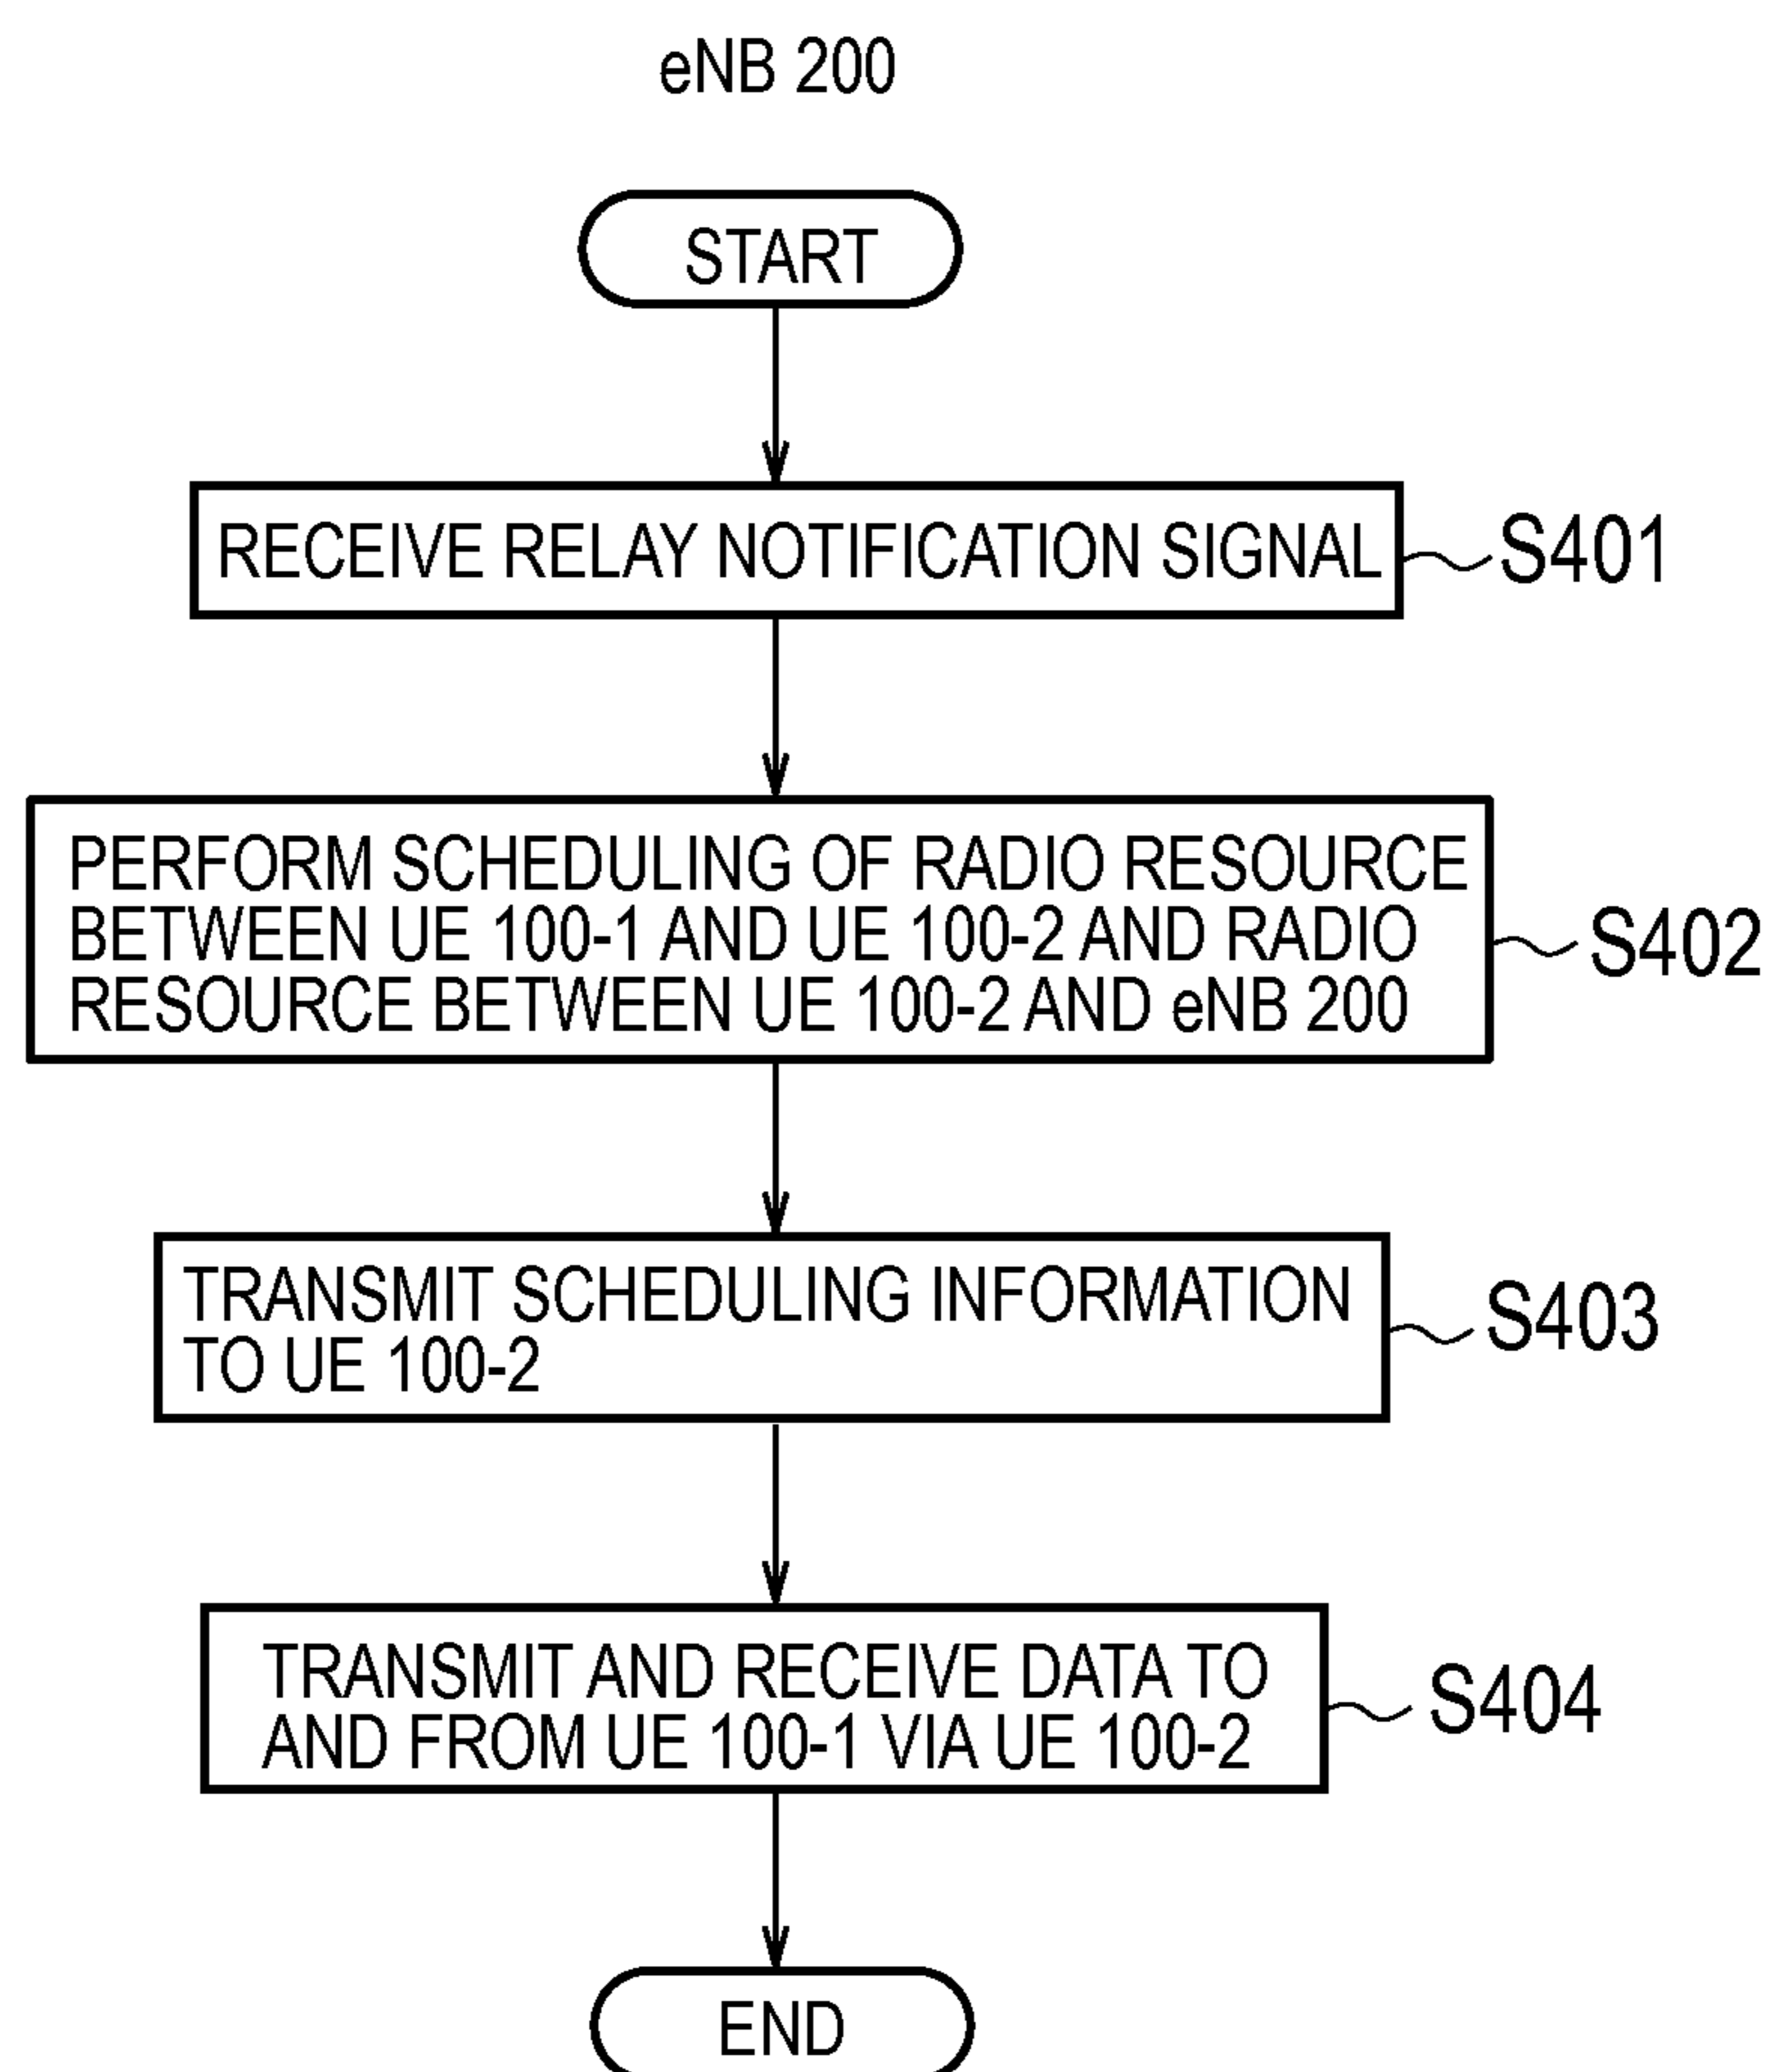 eNB 200
START
RECEIVE RELAY NOTIFICATION SIGNAL
S401
PERFORM SCHEDULING OF RADIO RESOURCE
BETWEEN UE 100-1 AND UE 100-2 AND RADIO
RESOURCE BETWEEN UE 100-2 AND eNB 200
S402
TRANSMIT SCHEDULING INFORMATION
TO UE 100-2
S403
TRANSMIT AND RECEIVE DATA TO
AND FROM UE 100-1 VIA UE 100-2
S404
END